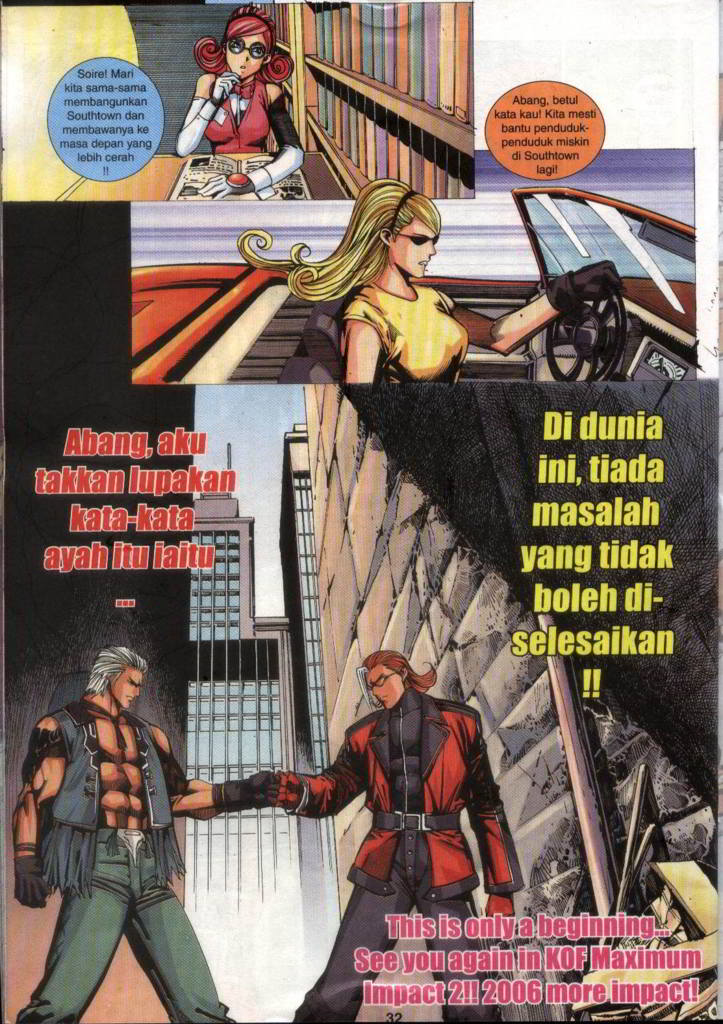 Soire! Mari
kita sama-sama
membangunkan
Southtown dan
membawanya ke
masa depan yang
lebih cerah
!!
Abang, betul
kata kau! Kita mesti
bantu penduduk-
penduduk miskin
di Southtown
lagi!
Abang, aku
takkan lupakan
kata-kata
ayah itu iaitu
...
Di dunia
ini, tiada
masalah
yang tidak
boleh di-
selesaikan
!!
This is only a beginning...
See you again in KOF Maximum
Impact 2!! 2006 more impact!
32